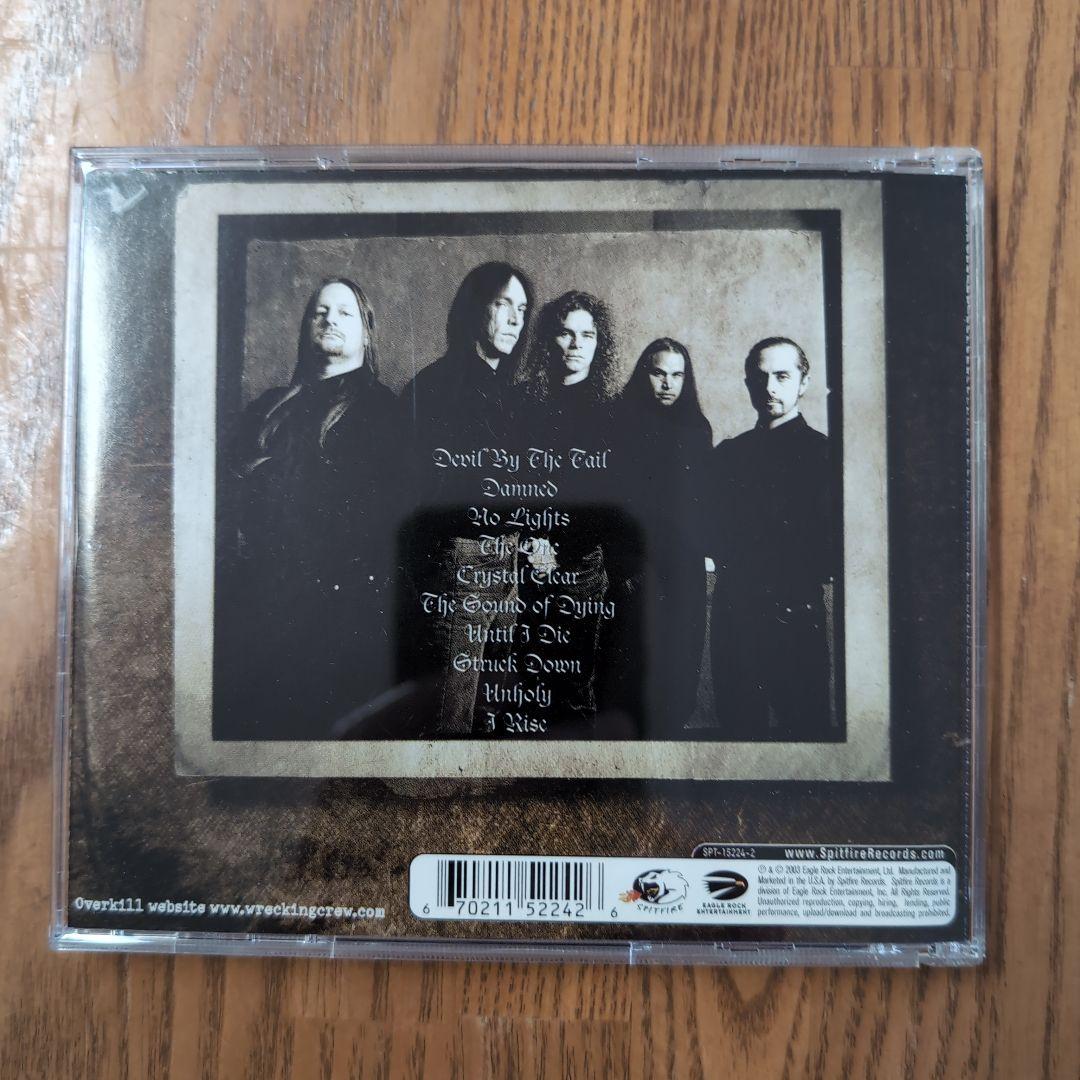 Devil By The Tail
Damned
No Lights
The One
Crystal Clear
The Sound of Dying
Until I Die
Struck Down
Unholy
I Rise
SPT-15224-2 www.SpitfireRecords.com
Overkill website www.wreckingcrew.com
6 70211 52242 6
SPITFIRE
EAGLE ROCK
ENTERTAINMENT
℗ & © 2003 Eagle Rock Entertainment, Ltd. Manufactured and
Marketed in the U.S.A. by Spitfire Records, Spitfire Records is a
division of Eagle Rock Entertainment, Inc. All Rights Reserved.
Unauthorized reproduction, copying, hiring, lending, public
performance, upload/download and broadcasting prohibited.